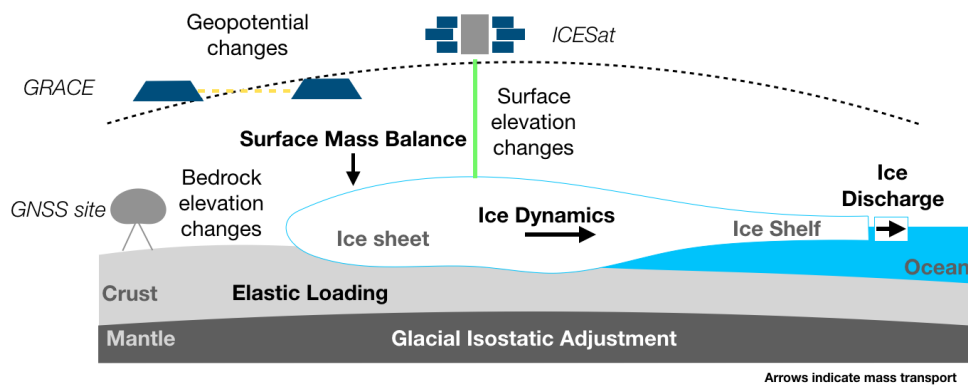 Geopotential
changes
ICESat
GRACE
Surface
elevation
changes
Surface Mass Balance
Bedrock
elevation
changes
GNSS site
Ice
Discharge
Ice Dynamics
Ice sheet
Ice Shelf
Ocean
Crust
Elastic Loading
Mantle
Glacial Isostatic Adjustment
Arrows indicate mass transport